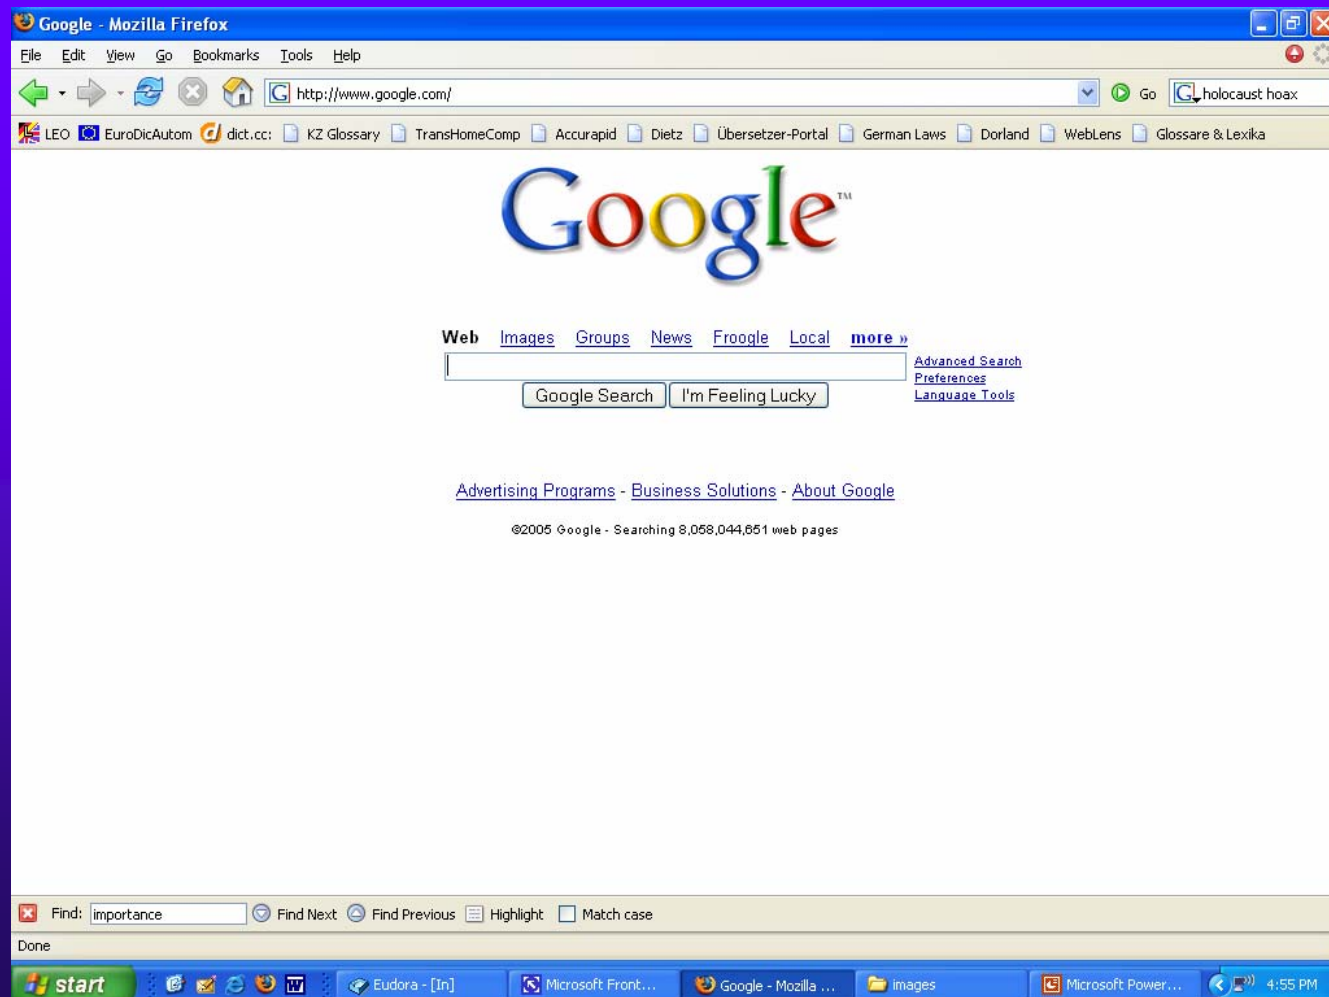 Google - Mozilla Firefox
File Edit View Go Bookmarks Tools Help
http://www.google.com/ Go holocaust hoax
LEO EuroDicAutom dict.cc: KZ Glossary TransHomeComp Accurapid Dietz Übersetzer-Portal German Laws Dorland WebLens Glossare & Lexika
Google TM
Web Images Groups News Froogle Local more »
Advanced Search
Preferences
Language Tools
Google Search I'm Feeling Lucky
Advertising Programs - Business Solutions - About Google
©2005 Google - Searching 8,058,044,651 web pages
Find: importance Find Next Find Previous Highlight Match case
Done
start Eudora - [In] Microsoft Front... Google - Mozilla ... images Microsoft Power... 4:55 PM